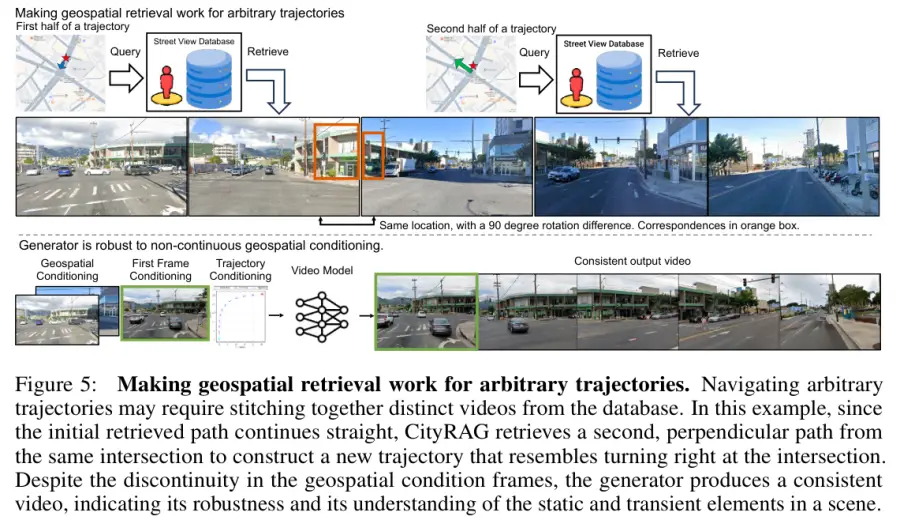 Making geospatial retrieval work for arbitrary trajectories
First half of a trajectory
Second half of a trajectory
Query
Street View Database
Retrieve
Query
Street View Database
Retrieve
Same location, with a 90 degree rotation difference. Correspondences in orange box.
Generator is robust to non-continuous geospatial conditioning.
Geospatial
Conditioning
First Frame
Conditioning
Trajectory
Conditioning
Video Model
Consistent output video
Figure 5: Making geospatial retrieval work for arbitrary trajectories. Navigating arbitrary
trajectories may require stitching together distinct videos from the database. In this example, since
the initial retrieved path continues straight, CityRAG retrieves a second, perpendicular path from
the same intersection to construct a new trajectory that resembles turning right at the intersection.
Despite the discontinuity in the geospatial condition frames, the generator produces a consistent
video, indicating its robustness and its understanding of the static and transient elements in a scene.